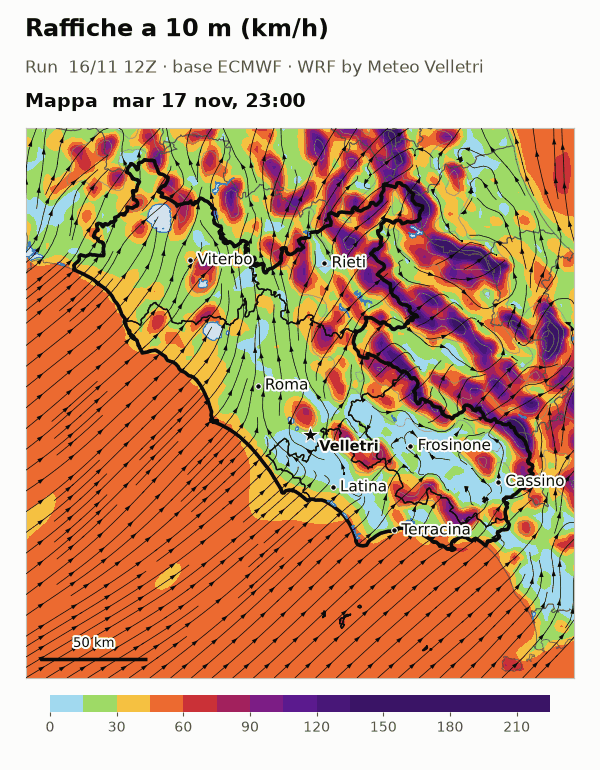 Raffiche a 10 m (km/h)
Run 16/11 12Z · base ECMWF · WRF by Meteo Velletri
Mappa mar 17 nov, 23:00
Viterbo
Rieti
Roma
Velletri
Frosinone
Latina
Cassino
Terracina
50 km
0 30 60 90 120 150 180 210